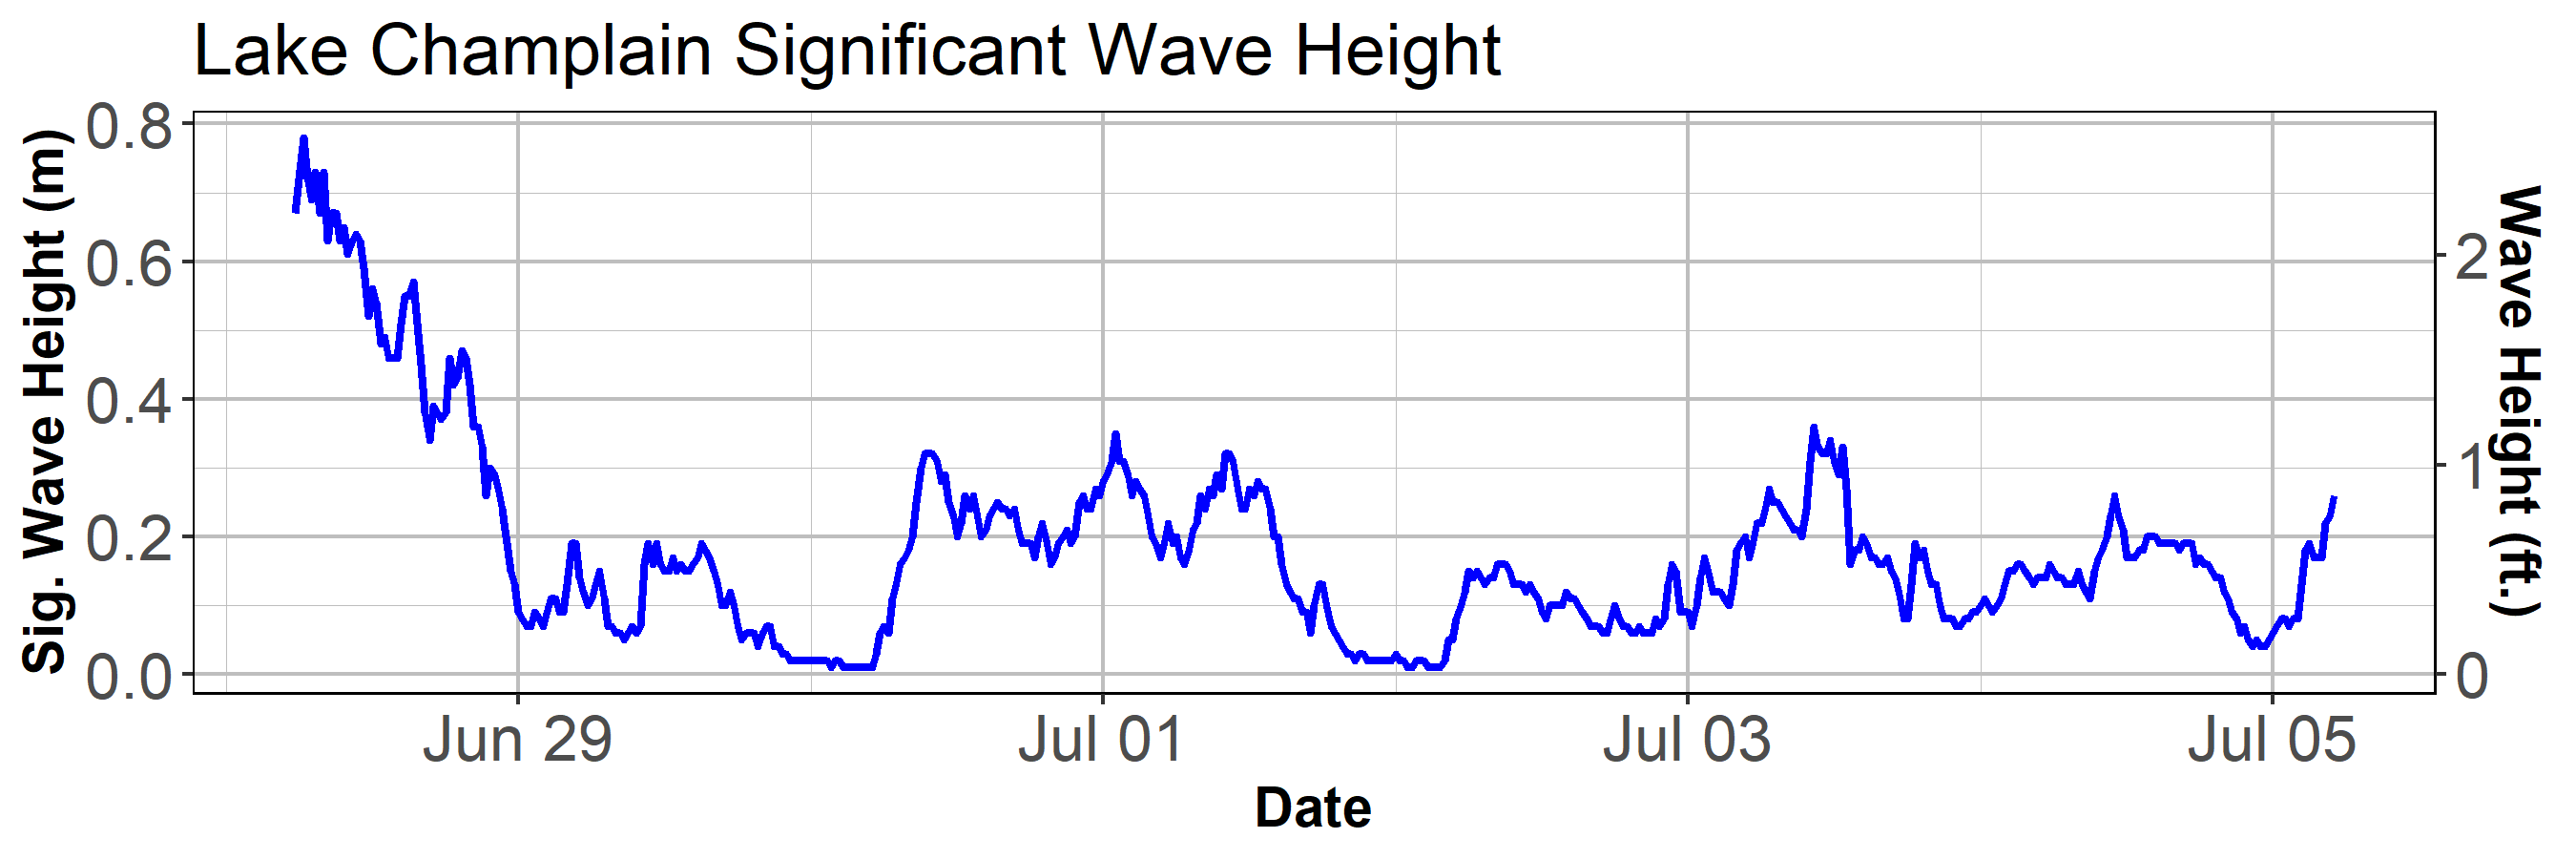 Lake Champlain Significant Wave Height
Sig. Wave Height (m)
0.8
0.6
0.4
0.2
0.0
Wave Height (ft.)
2
1
0
Jun 29
Jul 01
Jul 03
Jul 05
Date